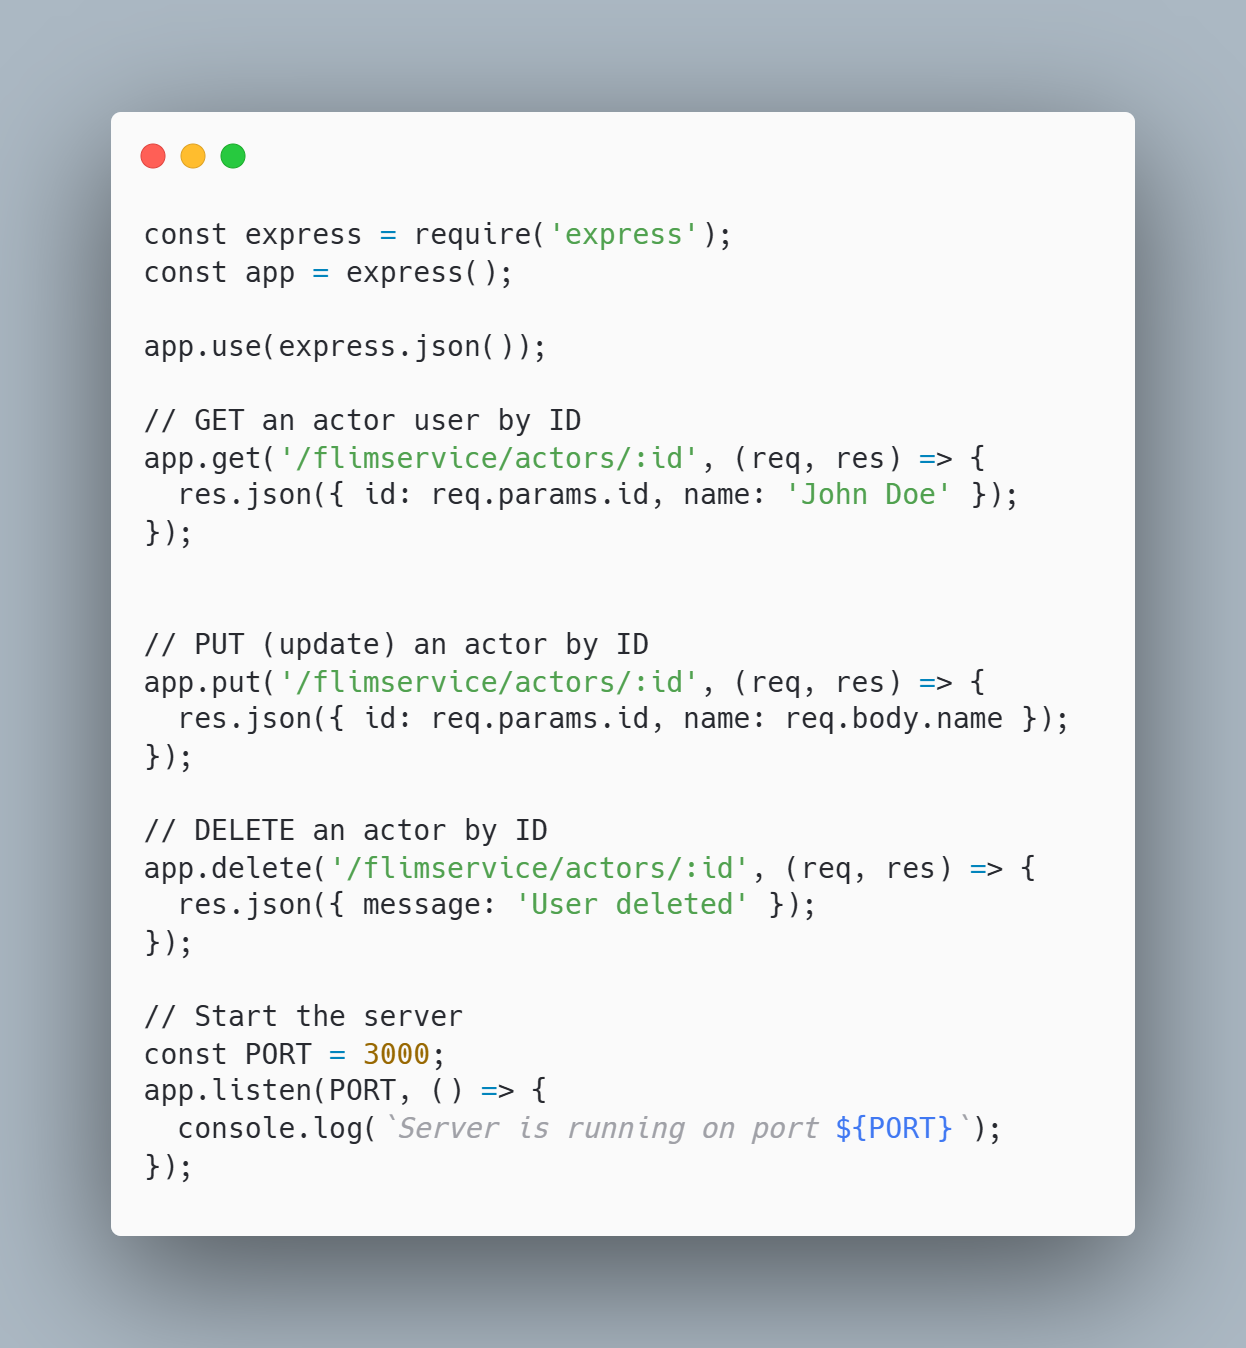 const express = require('express');
const app = express();

app.use(express.json());

// GET an actor user by ID
app.get('/flimservice/actors/:id', (req, res) => {
  res.json({ id: req.params.id, name: 'John Doe' });
});


// PUT (update) an actor by ID
app.put('/flimservice/actors/:id', (req, res) => {
  res.json({ id: req.params.id, name: req.body.name });
});

// DELETE an actor by ID
app.delete('/flimservice/actors/:id', (req, res) => {
  res.json({ message: 'User deleted' });
});

// Start the server
const PORT = 3000;
app.listen(PORT, () => {
  console.log(`Server is running on port ${PORT}`);
});